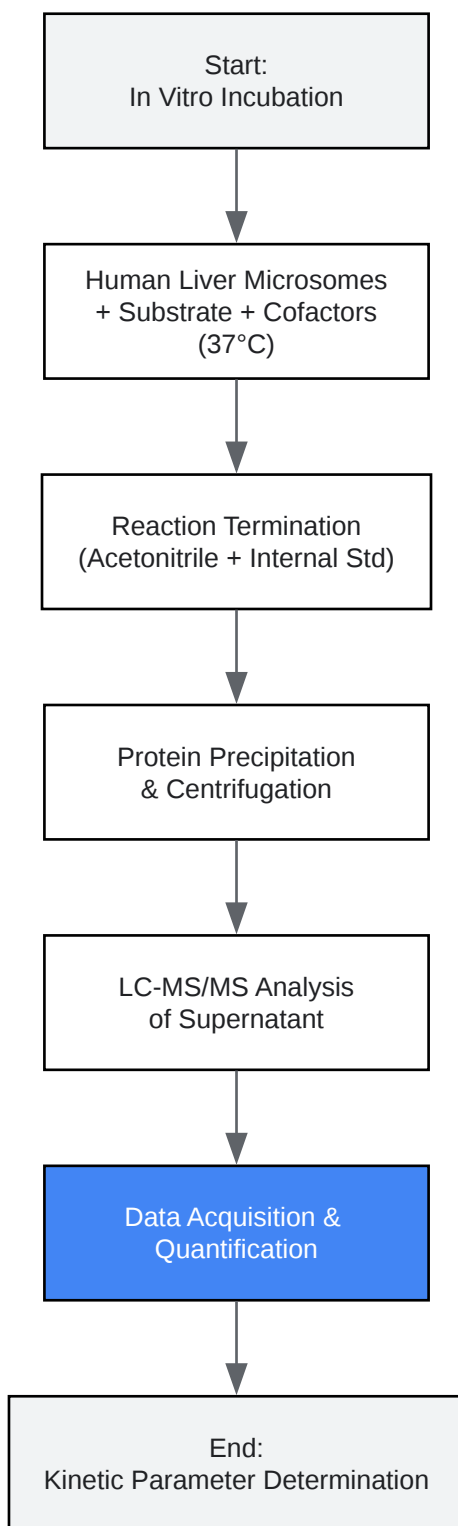 Start:
In Vitro Incubation
Human Liver Microsomes
+ Substrate + Cofactors
(37°C)
Reaction Termination
(Acetonitrile + Internal Std)
Protein Precipitation
& Centrifugation
LC-MS/MS Analysis
of Supernatant
Data Acquisition &
Quantification
End:
Kinetic Parameter Determination